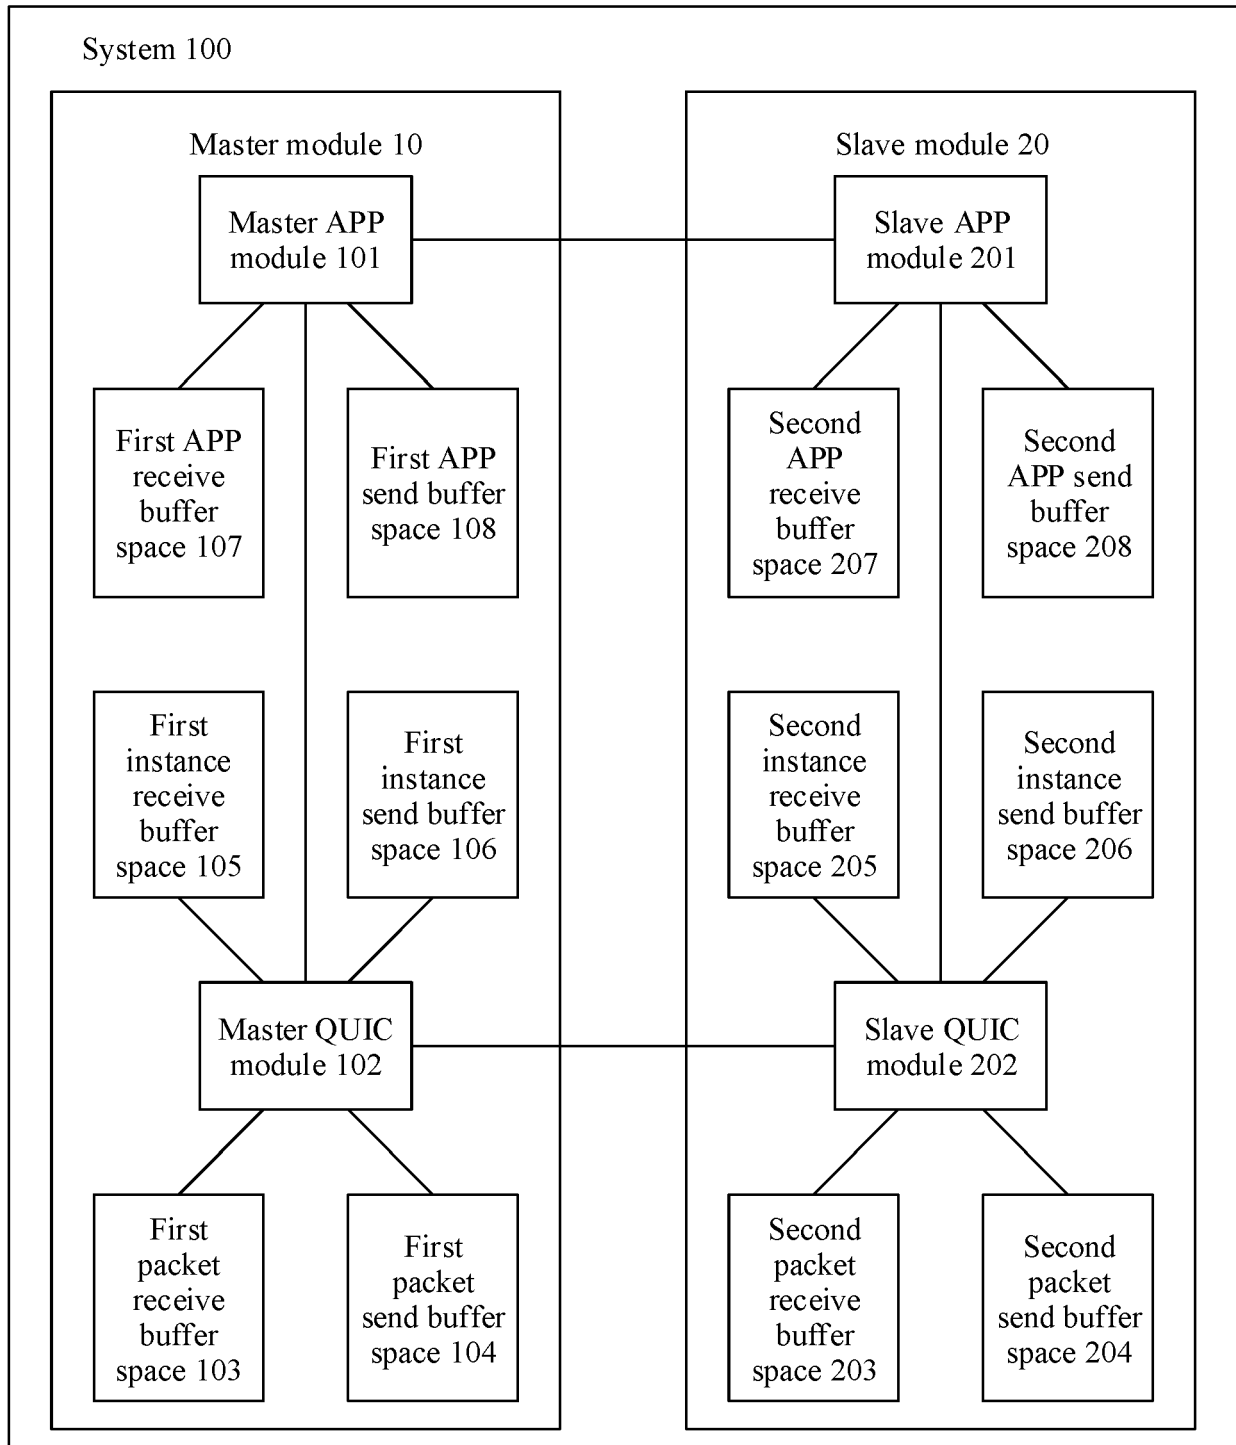 System 100
Master module 10
Master APP
module 101
First APP
receive
buffer
space 107
First APP
send buffer
space 108
First
instance
receive
buffer
space 105
First
instance
send buffer
space 106
Master QUIC
module 102
First
packet
receive
buffer
space 103
First
packet
send buffer
space 104
Slave module 20
Slave APP
module 201
Second
APP
receive
buffer
space 207
Second
APP send
buffer
space 208
Second
instance
receive
buffer
space 205
Second
instance
send buffer
space 206
Slave QUIC
module 202
Second
packet
receive
buffer
space 203
Second
packet
send buffer
space 204